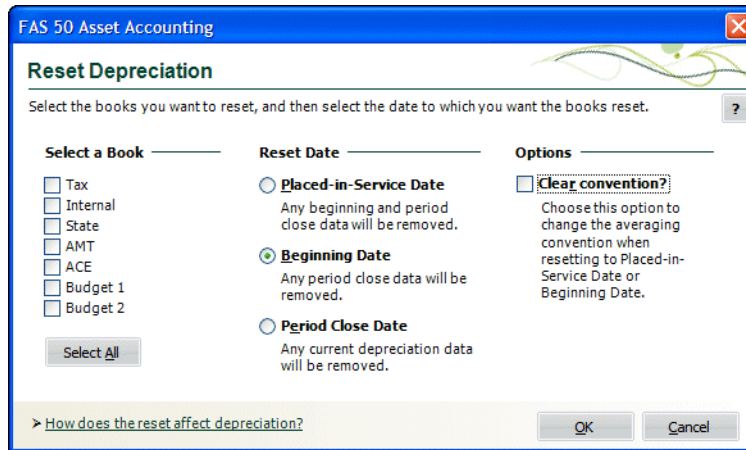 FAS 50 Asset Accounting
Reset Depreciation
Select the books you want to reset, and then select the date to which you want the books reset.
?
Select a Book
Tax
Internal
State
AMT
ACE
Budget 1
Budget 2
Select All
Reset Date
Placed-in-Service Date
Any beginning and period
close data will be removed.
Beginning Date
Any period close data will be
removed.
Period Close Date
Any current depreciation data
will be removed.
Options
Clear convention?
Choose this option to
change the averaging
convention when
resetting to Placed-in-
Service Date or
Beginning Date.
➤ How does the reset affect depreciation?
OK
Cancel